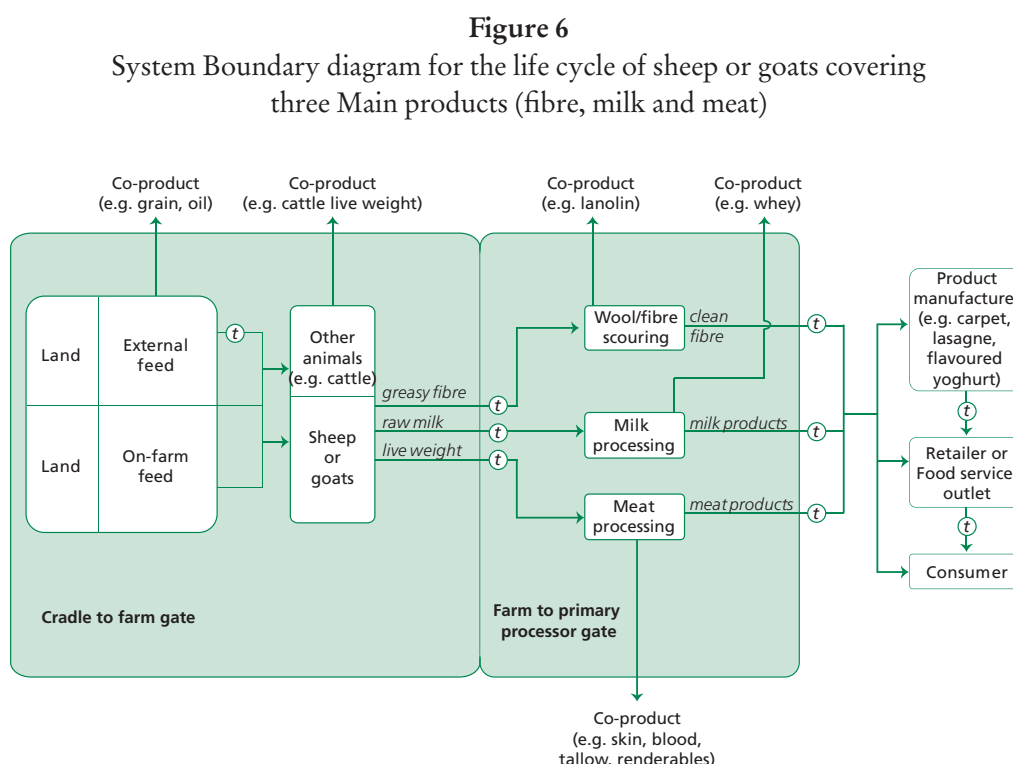 Figure 6
System Boundary diagram for the life cycle of sheep or goats covering
three Main products (fibre, milk and meat)
Co-product
(e.g. grain, oil)
Co-product
(e.g. cattle live weight)
Co-product
(e.g. lanolin)
Co-product
(e.g. whey)
Land
External
feed
t
Land
On-farm
feed
Other
animals
(e.g. cattle)
Sheep
or
goats
greasy fibre
t
raw milk
t
live weight
t
Wool/fibre
scouring
clean
fibre
t
Milk
processing
milk products
t
Meat
processing
meat products
t
Product
manufacture
(e.g. carpet,
lasagne,
flavoured
yoghurt)
t
Retailer or
Food service
outlet
t
Consumer
Cradle to farm gate
Farm to primary
processor gate
Co-product
(e.g. skin, blood,
tallow, renderables)